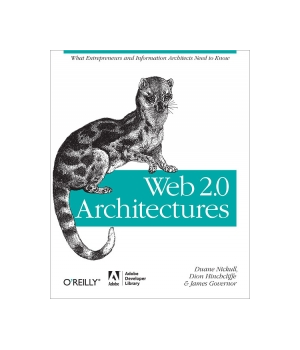 What Entrepreneurs and Information Architects Need to Know
Web 2.0
Architectures
O'REILLY®
Adobe
Adobe
Developer
Library
Duane Nickull,
Dion Hinchcliffe
& James Governor